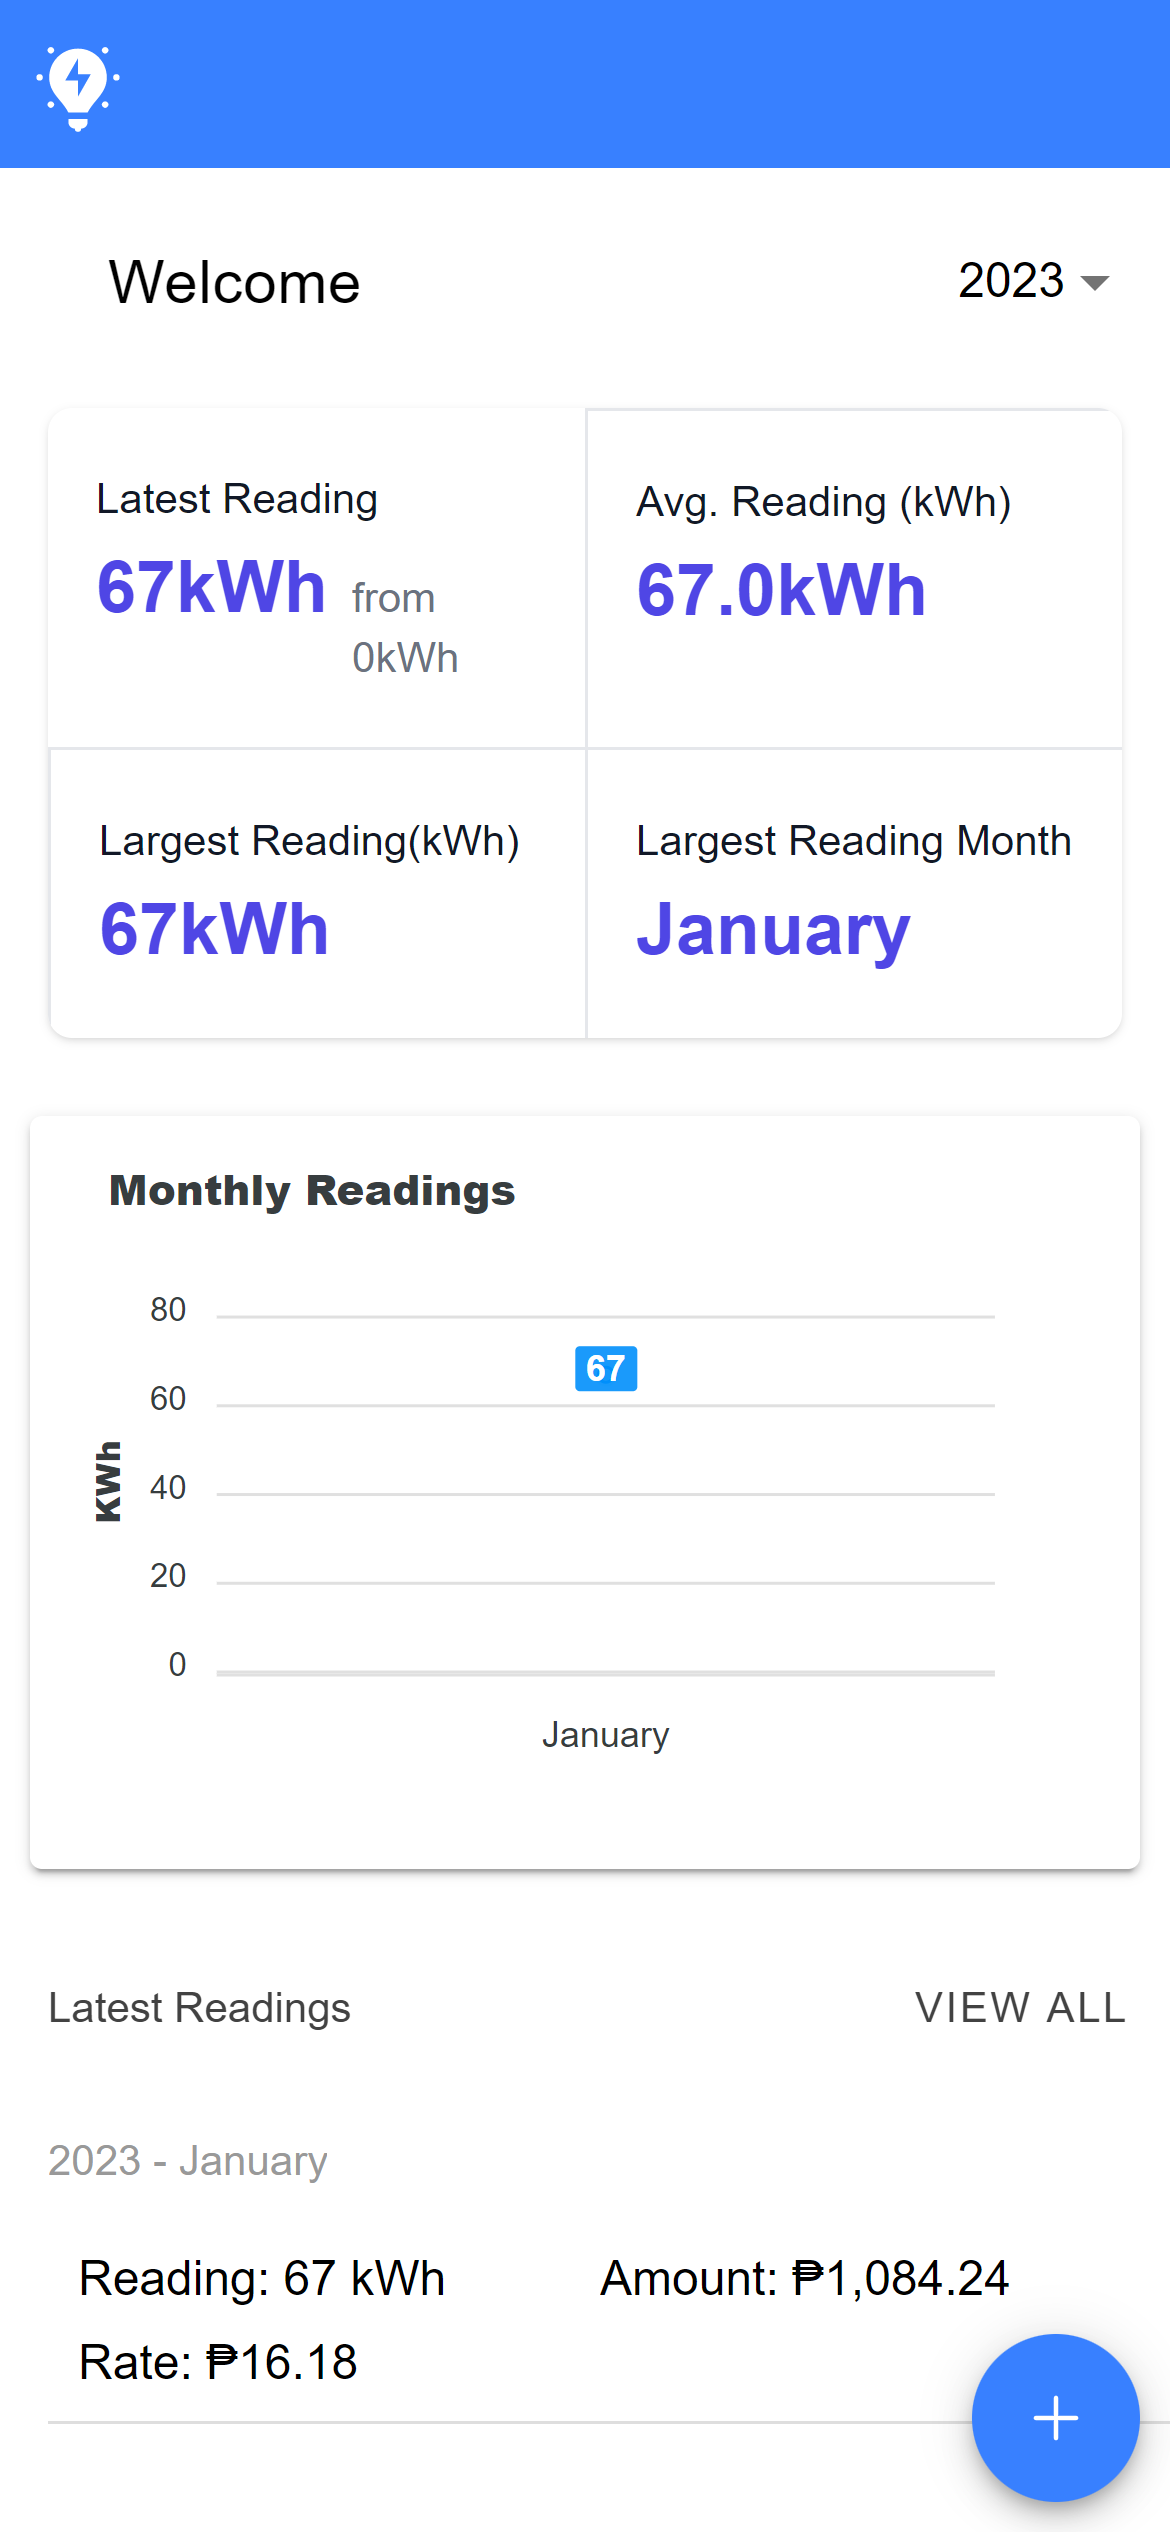 Welcome
2023
Latest Reading
67kWh from
0kWh
Avg. Reading (kWh)
67.0kWh
Largest Reading(kWh)
67kWh
Largest Reading Month
January
Monthly Readings
80
67
60
KWh
40
20
0
January
Latest Readings
VIEW ALL
2023 - January
Reading: 67 kWh
Amount: ₱1,084.24
Rate: ₱16.18